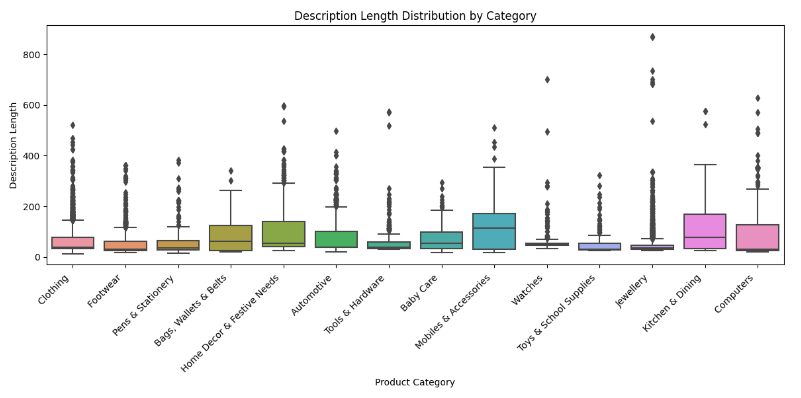 Description Length Distribution by Category
Description Length
800
600
400
200
0
Clothing
Footwear
Pens & Stationery
Bags, Wallets & Belts
Home Decor & Festive Needs
Automotive
Tools & Hardware
Baby Care
Mobiles & Accessories
Watches
Toys & School Supplies
Jewellery
Kitchen & Dining
Computers
Product Category